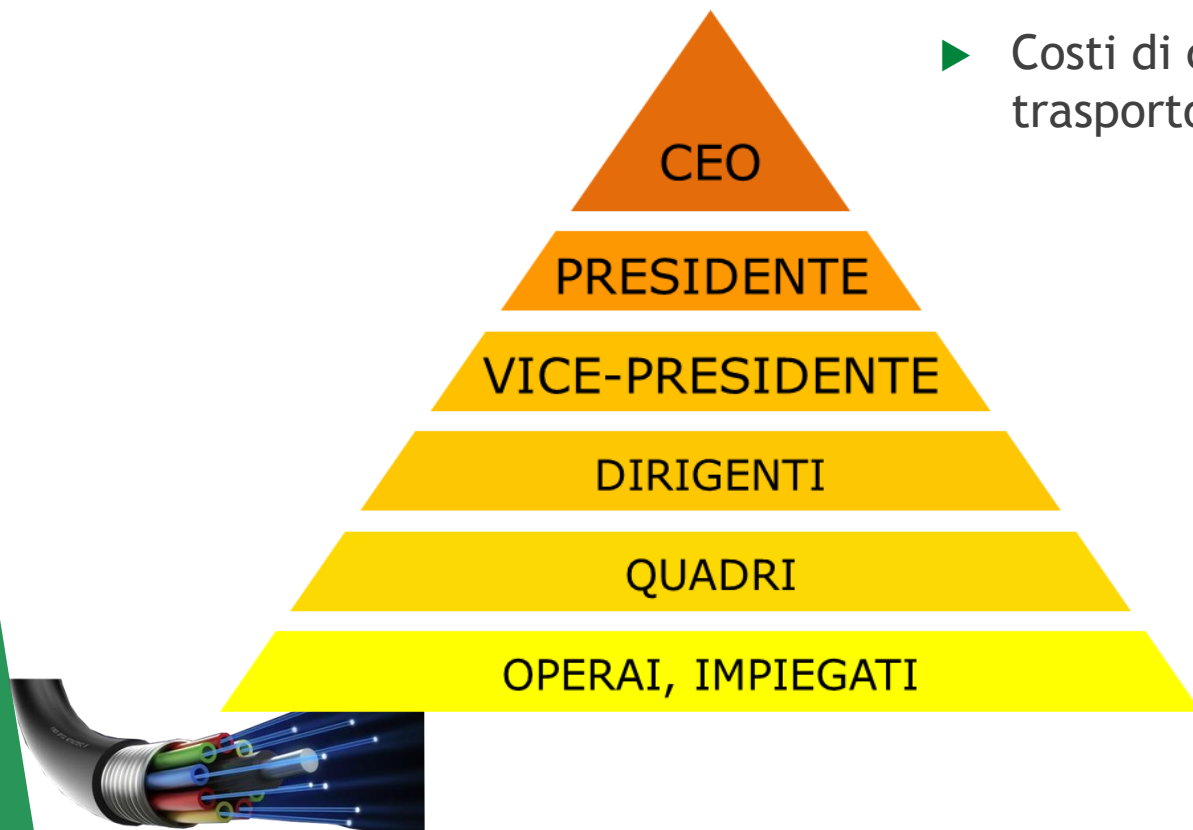 Costi di
trasporto
CEO
PRESIDENTE
VICE-PRESIDENTE
DIRIGENTI
QUADRI
OPERAI, IMPIEGATI